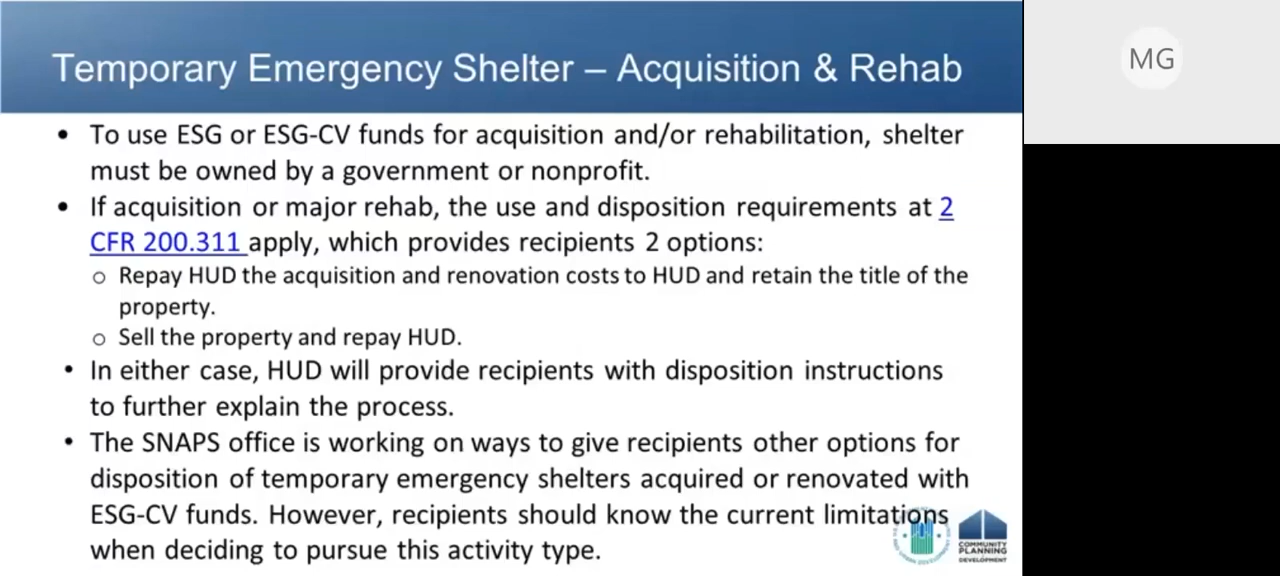 Temporary Emergency Shelter – Acquisition & Rehab
MG
• To use ESG or ESG-CV funds for acquisition and/or rehabilitation, shelter
must be owned by a government or nonprofit.
• If acquisition or major rehab, the use and disposition requirements at 2
CFR 200.311 apply, which provides recipients 2 options:
o Repay HUD the acquisition and renovation costs to HUD and retain the title of the
property.
o Sell the property and repay HUD.
• In either case, HUD will provide recipients with disposition instructions
to further explain the process.
• The SNAPS office is working on ways to give recipients other options for
disposition of temporary emergency shelters acquired or renovated with
ESG-CV funds. However, recipients should know the current limitations
when deciding to pursue this activity type.
COMMUNITY
PLANNING
DEVELOPMENT